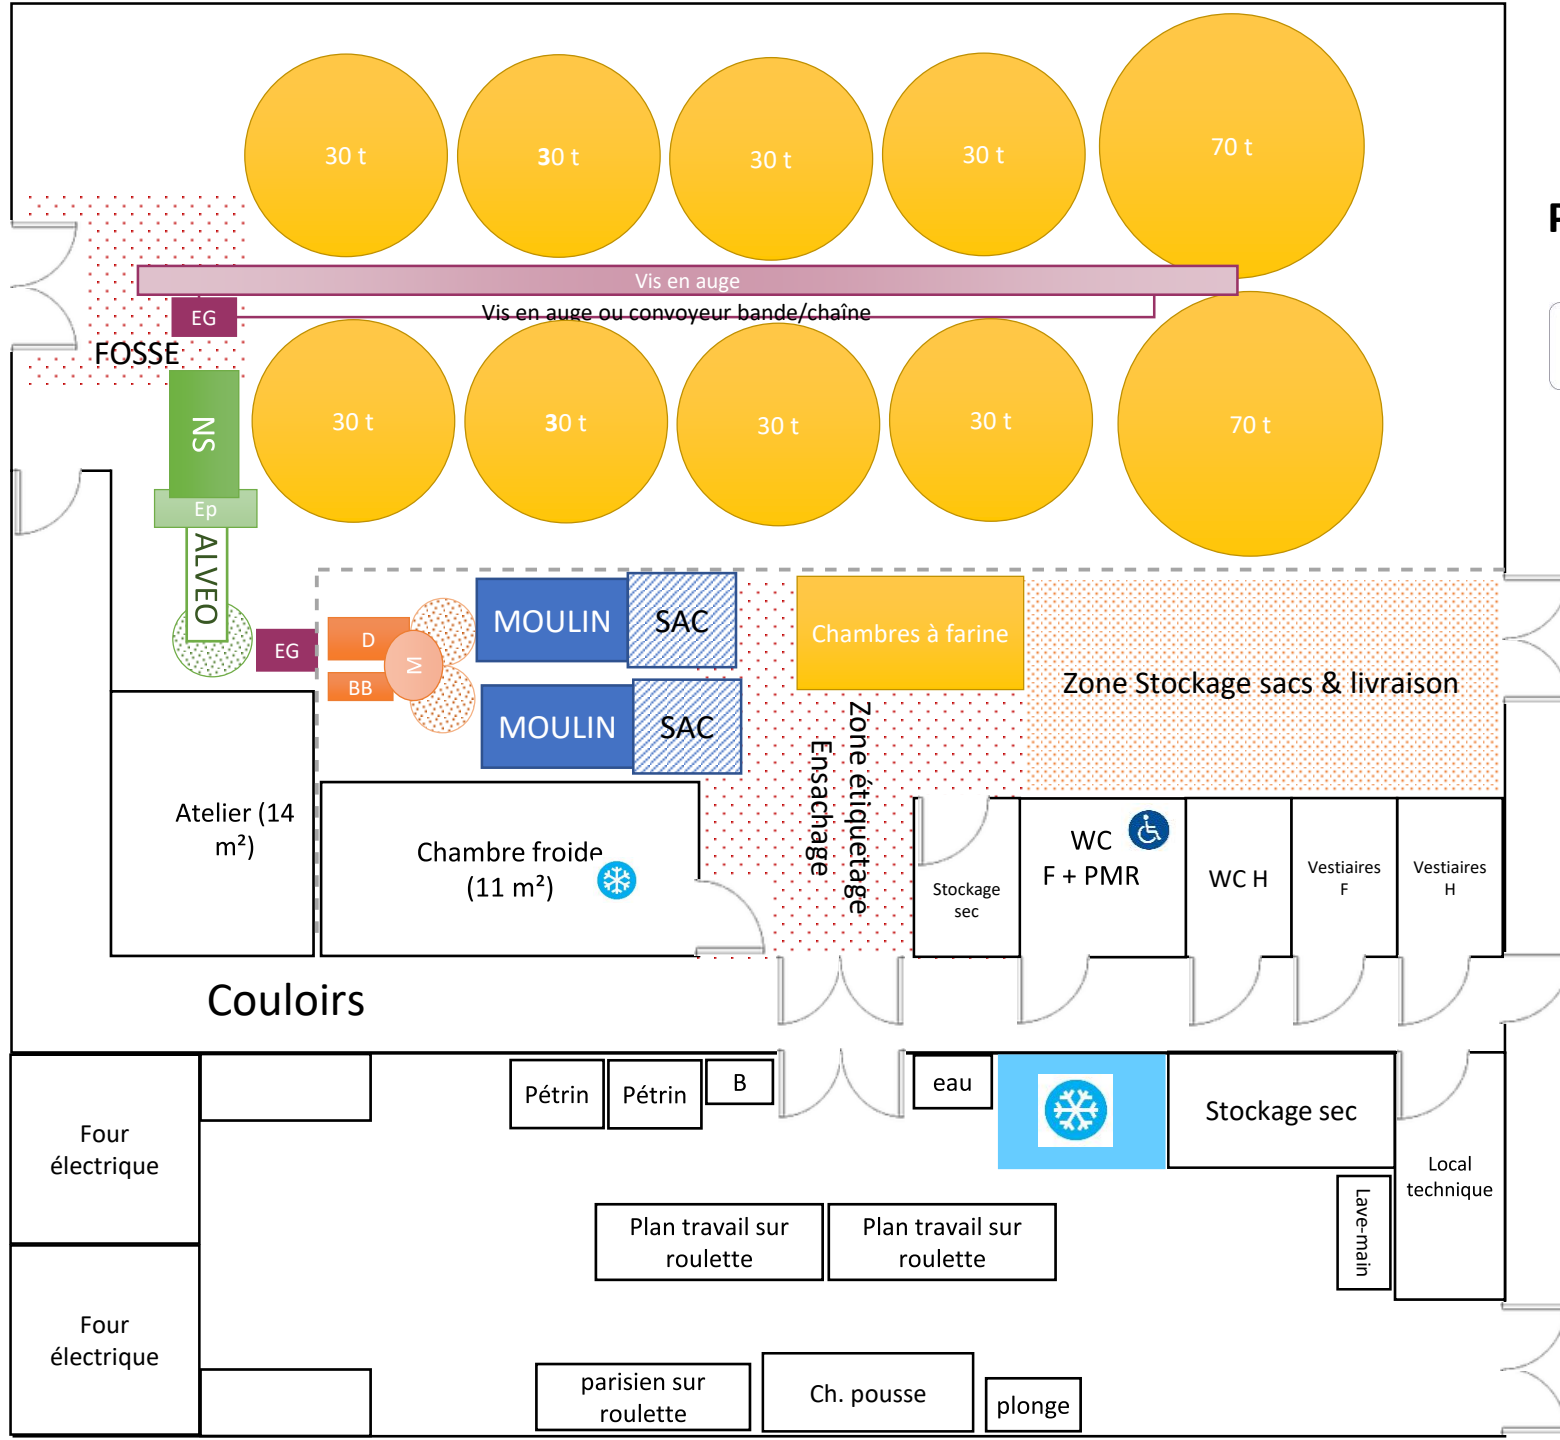 30 t
30 t
30 t
30 t
70 t
P
Vis en auge
EG
Vis en auge ou convoyeur bande/chaîne
FOSSE
NS
30 t
30 t
30 t
30 t
70 t
Ep
ALVEO
EG
D
BB
M
MOULIN
SAC
MOULIN
SAC
Chambres à farine
Zone Stockage sacs & livraison
Zone étiquetage
Ensachage
Atelier (14
m²)
Chambre froide
(11 m²)
Stockage
sec
WC
F + PMR
WC H
Vestiaires
F
Vestiaires
H
Couloirs
Four
électrique
Pétrin
Pétrin
B
eau
Stockage sec
Local
technique
Lave-main
Plan travail sur
roulette
Plan travail sur
roulette
Four
électrique
parisien sur
roulette
Ch. pousse
plonge